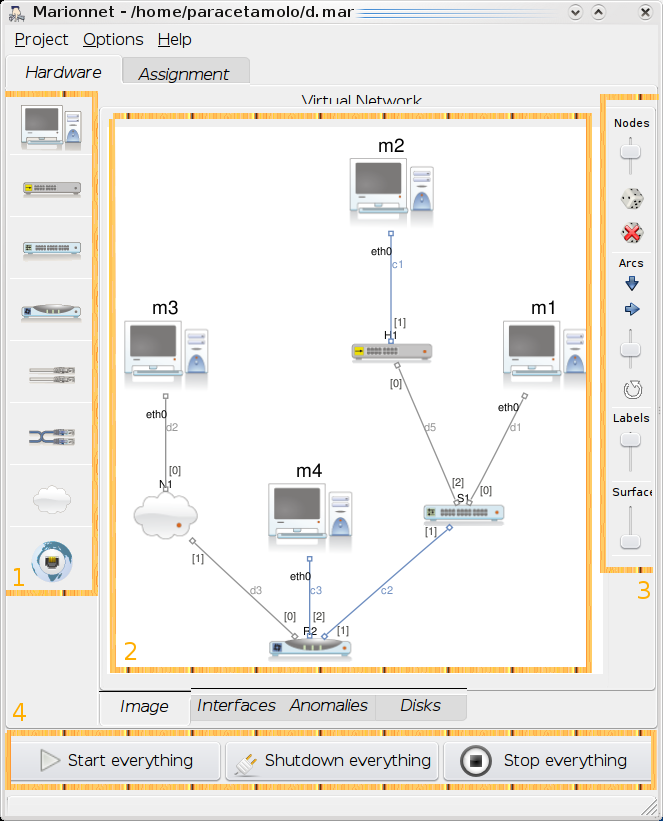 Marionnet - /home/paracetamolo/d.mar
Project Options Help
Hardware Assignment
Virtual Network
Nodes
m2
eth0
c1
[1]
H1
[0]
m3
eth0
d2
[0]
N1
[1]
m1
eth0
d5
d1
[2]
[0]
S1
[1]
m4
eth0
d3
c3
c2
[0]
[2]
[1]
R2
Arcs
Labels
Surface
1
2
3
4
Image Interfaces Anomalies Disks
Start everything Shutdown everything Stop everything